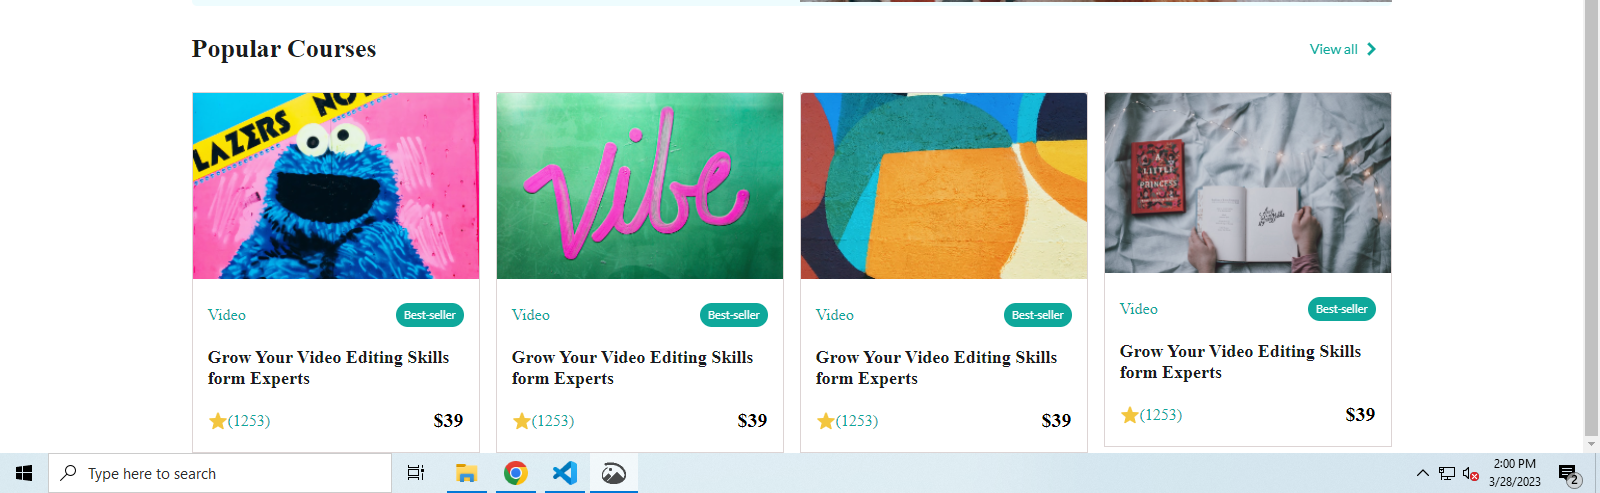 Popular Courses
View all
LAZERS NO
Vibe
A LITTLE PRINCESS
Video Best-seller
Grow Your Video Editing Skills
form Experts
(1253) $39
Video Best-seller
Grow Your Video Editing Skills
form Experts
(1253) $39
Video Best-seller
Grow Your Video Editing Skills
form Experts
(1253) $39
Video Best-seller
Grow Your Video Editing Skills
form Experts
(1253) $39
Type here to search
2:00 PM
3/28/2023
2